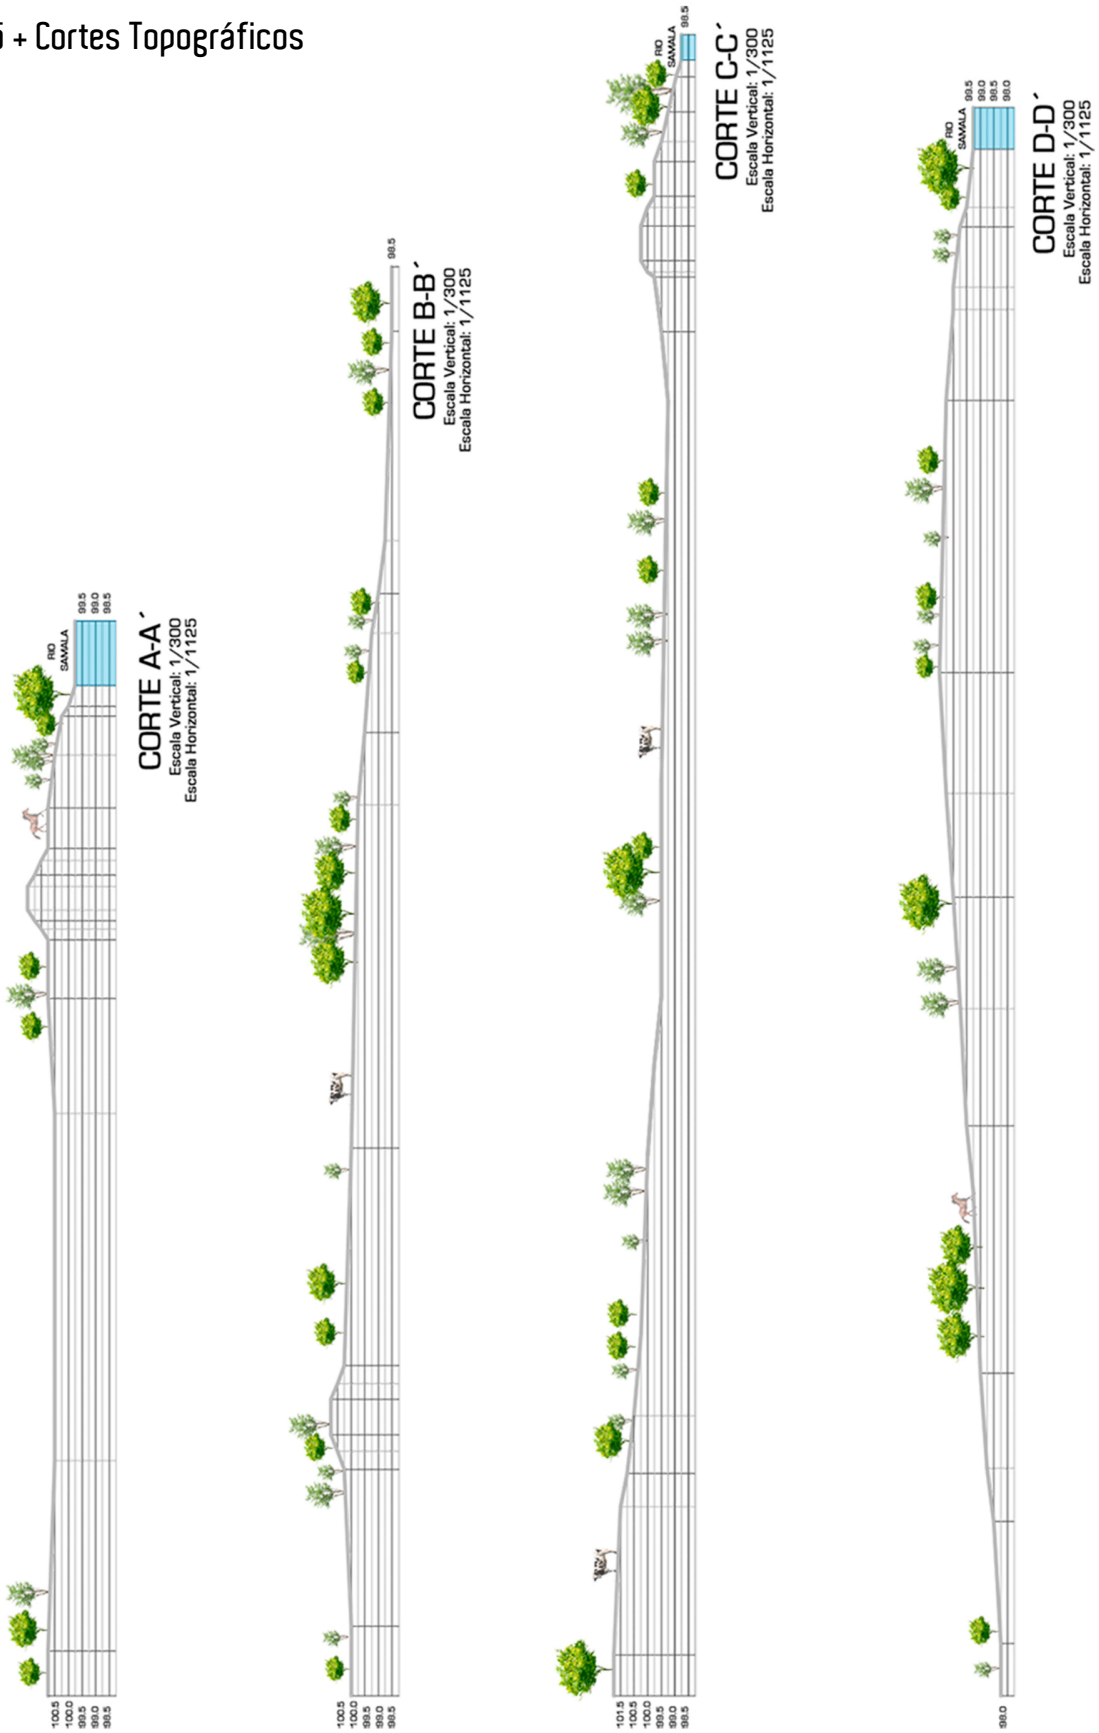 + Cortes Topográficos
RIO
SAMALA
99.5
99.0
98.5
CORTE A-A´
Escala Vertical: 1/300
Escala Horizontal: 1/1125
100.5
100.0
99.5
99.0
98.5
98.5
CORTE B-B´
Escala Vertical: 1/300
Escala Horizontal: 1/1125
100.5
100.0
99.5
99.0
98.5
RIO
SAMALA
98.5
CORTE C-C´
Escala Vertical: 1/300
Escala Horizontal: 1/1125
101.5
100.5
100.0
99.5
99.0
98.5
RIO
SAMALA
99.5
99.0
98.5
98.0
CORTE D-D´
Escala Vertical: 1/300
Escala Horizontal: 1/1125
98.0